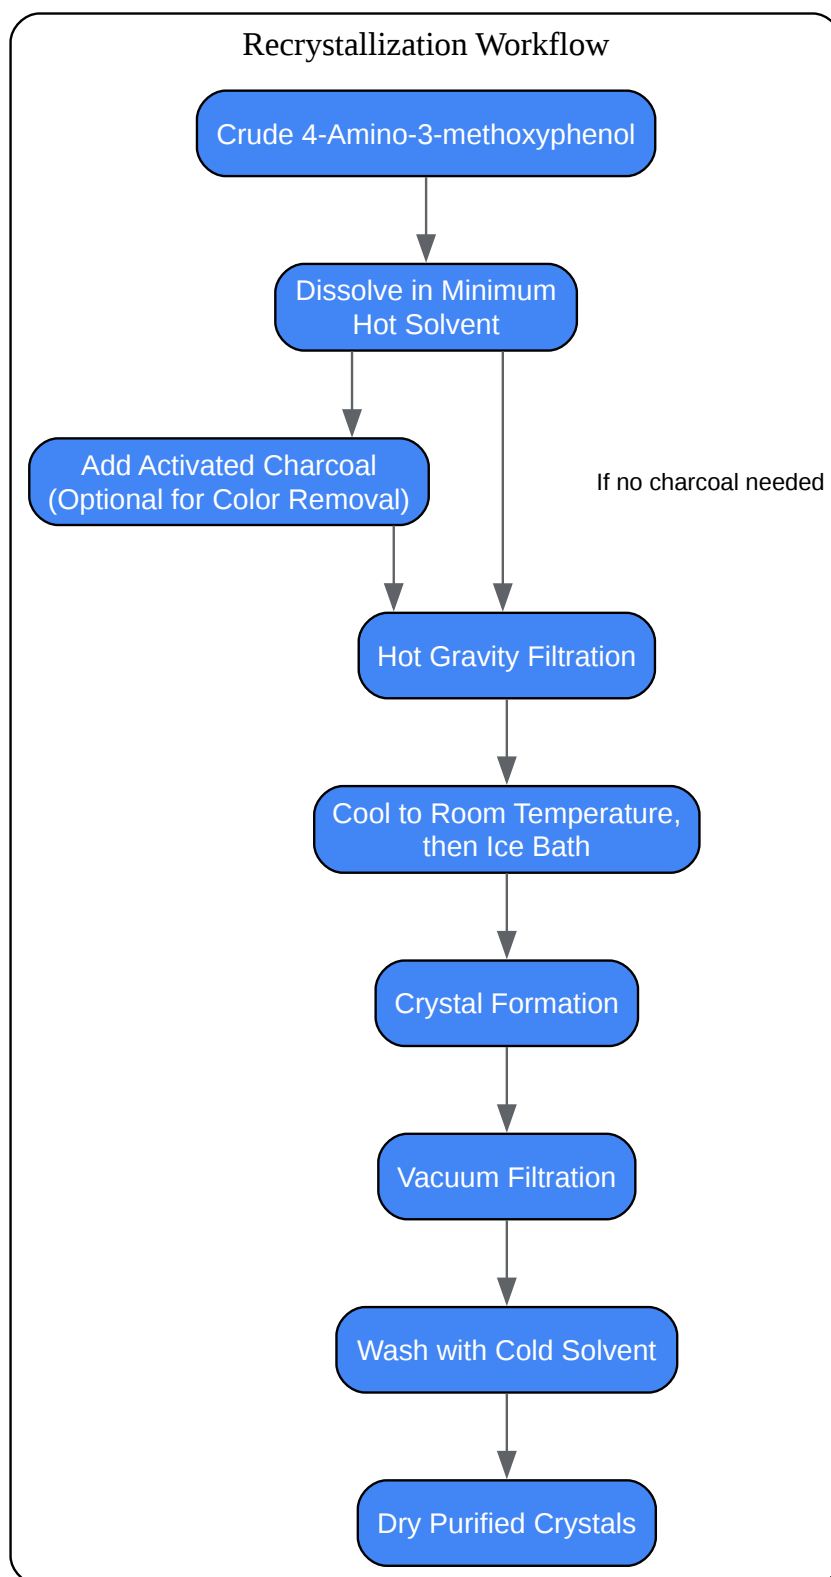 Recrystallization Workflow
Crude 4-Amino-3-methoxyphenol
Dissolve in Minimum
Hot Solvent
Add Activated Charcoal
(Optional for Color Removal)
If no charcoal needed
Hot Gravity Filtration
Cool to Room Temperature,
then Ice Bath
Crystal Formation
Vacuum Filtration
Wash with Cold Solvent
Dry Purified Crystals